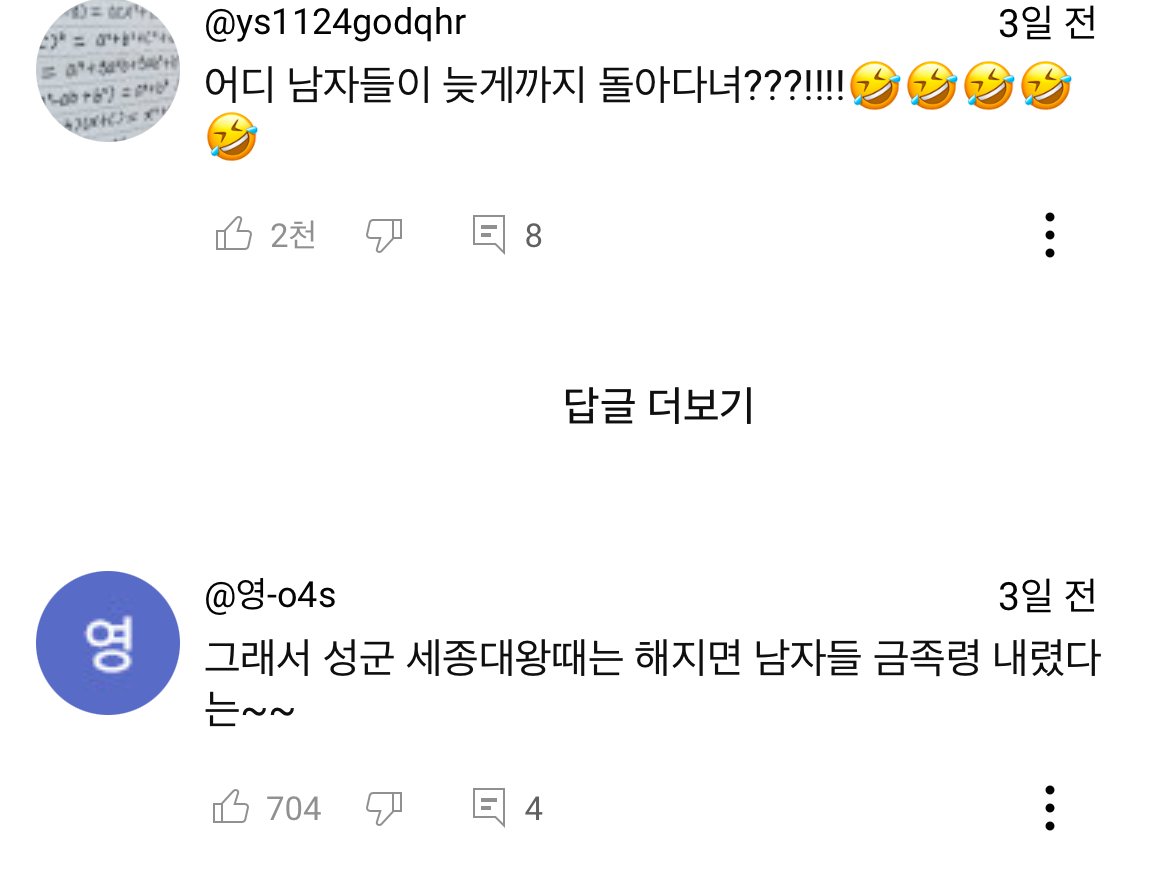 @ys1124godqhr 3일 전
어디 남자들이 늦게까지 돌아다녀???!!!!🤣🤣🤣🤣
🤣
2천 8
답글 더보기
영
@영-o4s 3일 전
그래서 성군 세종대왕때는 해지면 남자들 금족령 내렸다
는~~
704 4